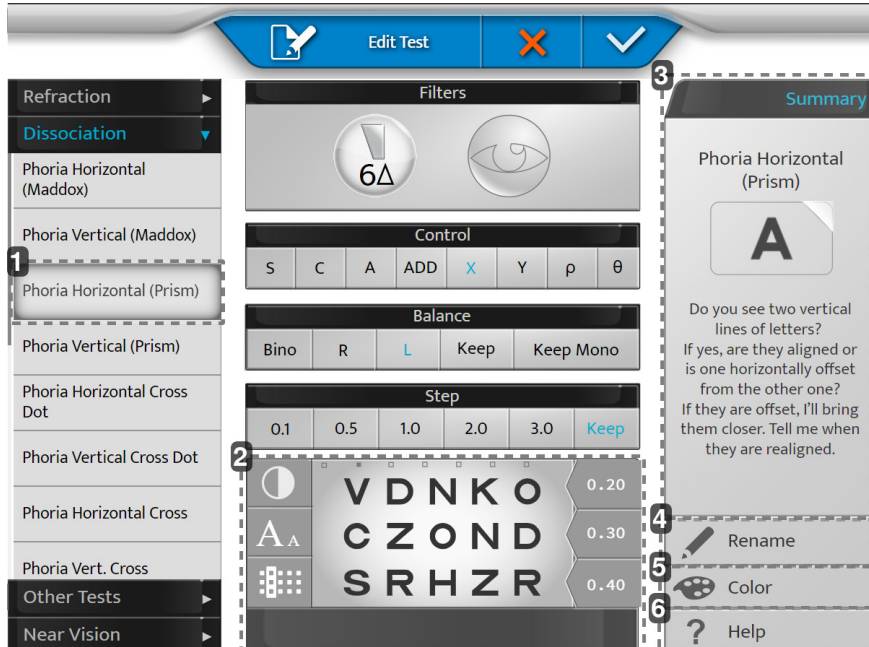 Edit Test
3
Refraction
Dissociation
Phoria Horizontal
(Maddox)
Phoria Vertical (Maddox)
1
Phoria Horizontal (Prism)
Phoria Vertical (Prism)
Phoria Horizontal Cross
Dot
Phoria Vertical Cross Dot
Phoria Horizontal Cross
Phoria Vert. Cross
Other Tests
Near Vision
Filters
6Δ
Control
S C A ADD X Y ρ θ
Balance
Bino R L Keep Keep Mono
Step
0.1 0.5 1.0 2.0 3.0 Keep
2
A A
V D N K O 0.20
C Z O N D 0.30
S R H Z R 0.40
Summary
Phoria Horizontal
(Prism)
A
Do you see two vertical
lines of letters?
If yes, are they aligned or
is one horizontally offset
from the other one?
If they are offset, I'll bring
them closer. Tell me when
they are realigned.
4
Rename
5
Color
6
? Help